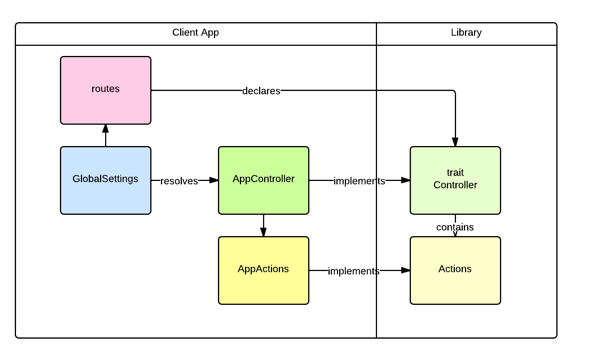 Client App
Library
routes
declares
GlobalSettings
resolves
AppController
implements
trait
Controller
contains
AppActions
implements
Actions